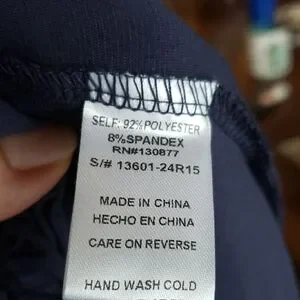 SELF: 92% POLYESTER
8%SPANDEX
RN#130877
S/# 13601-24R15
MADE IN CHINA
HECHO EN CHINA
CARE ON REVERSE
HAND WASH COLD